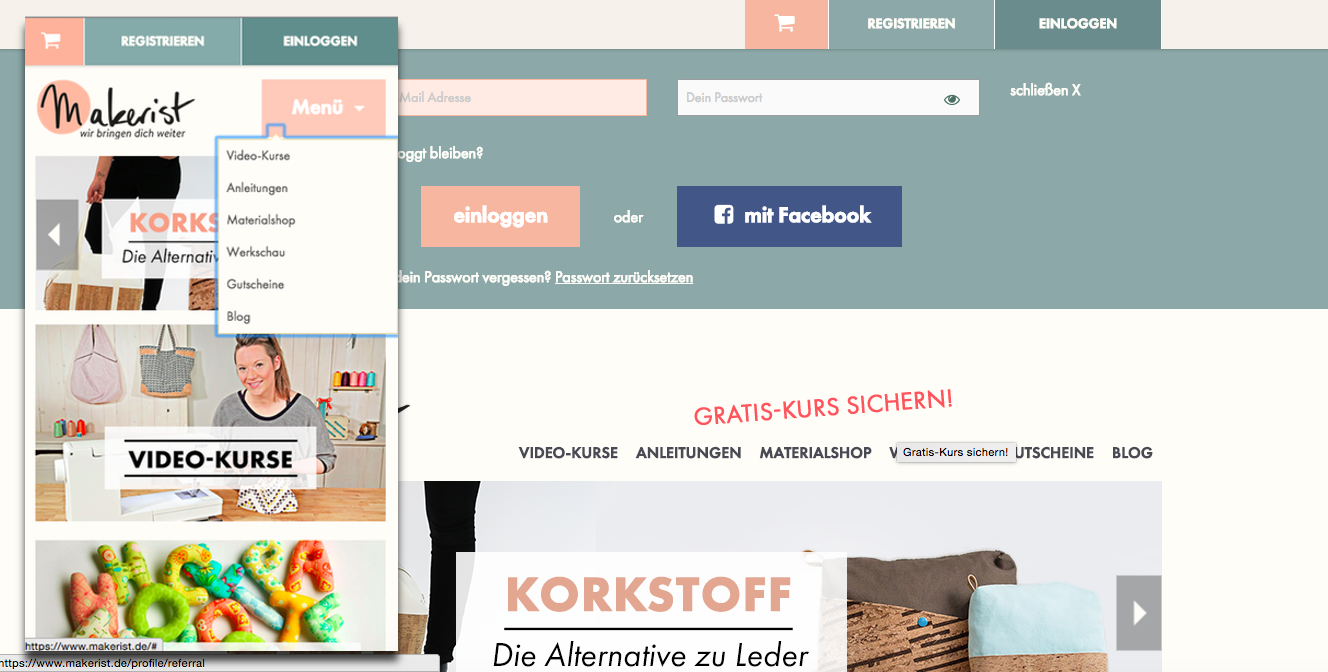 REGISTRIEREN
EINLOGGEN
Makerist
wir bringen dich weiter
Menü
Video-Kurse
Anleitungen
Materialshop
Werkschau
Gutscheine
Blog
KORKS
Die Alternativ
VIDEO-KURSE
https://www.makerist.de/#
REGISTRIEREN
EINLOGGEN
Mail Adresse
Dein Passwort
schließen X
oggt bleiben?
einloggen
oder
mit Facebook
dein Passwort vergessen? Passwort zurücksetzen
GRATIS-KURS SICHERN!
VIDEO-KURSE ANLEITUNGEN MATERIALSHOP UTSCHEINE BLOG
Gratis-Kurs sichern!
KORKSTOFF
Die Alternative zu Leder
https://www.makerist.de/profile/referral